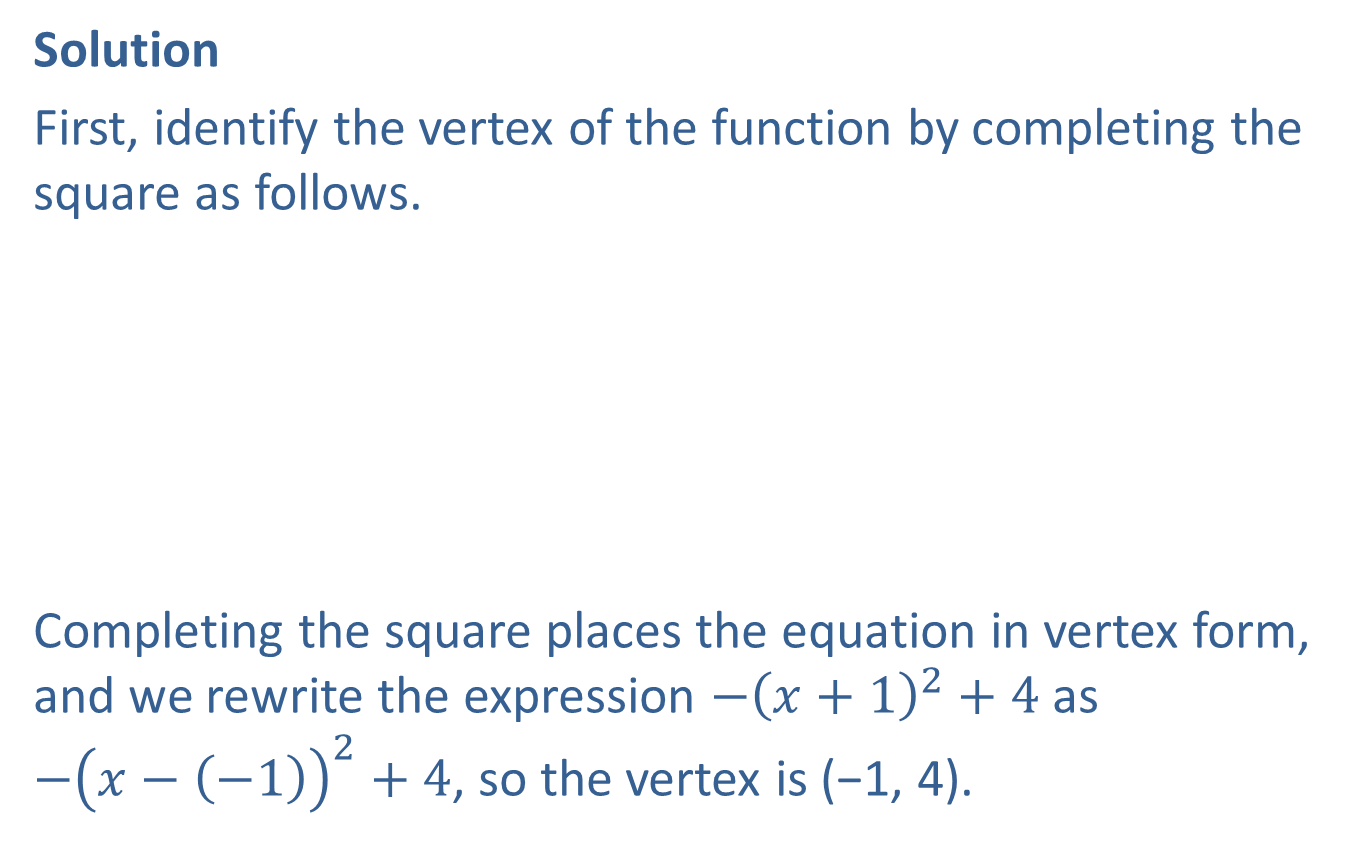 Solution
First, identify the vertex of the function by completing the
square as follows.
Completing the square places the equation in vertex form,
and we rewrite the expression −(x + 1)² + 4 as
−(x − (−1))² + 4, so the vertex is (−1, 4).